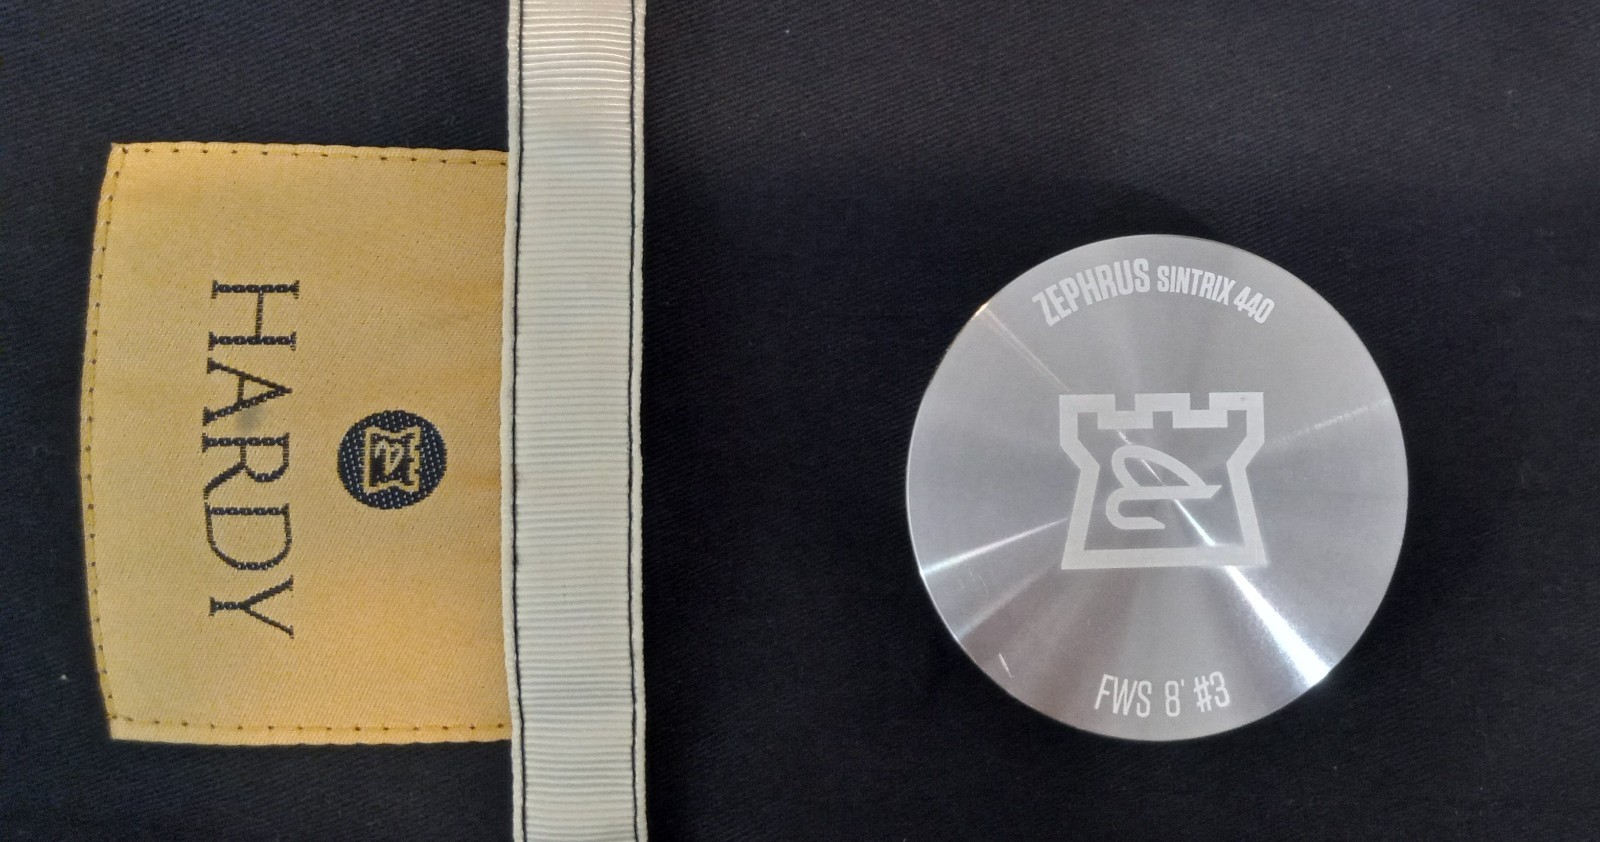 HARDY
ZEPHRUS SINTRIX 440
FWS 8' #3